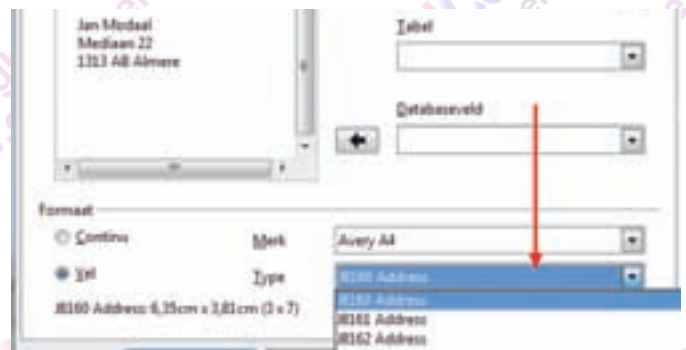 Jan Modaal
Mediaan 22
1313 AB Almere
Tabel
Databaseveld
Formaat
Continu
Merk
Avery A4
Vel
Type
J8160 Address
J8160 Address: 6,35cm x 3,81cm (3 x 7)
J8160 Address
J8161 Address
J8162 Address